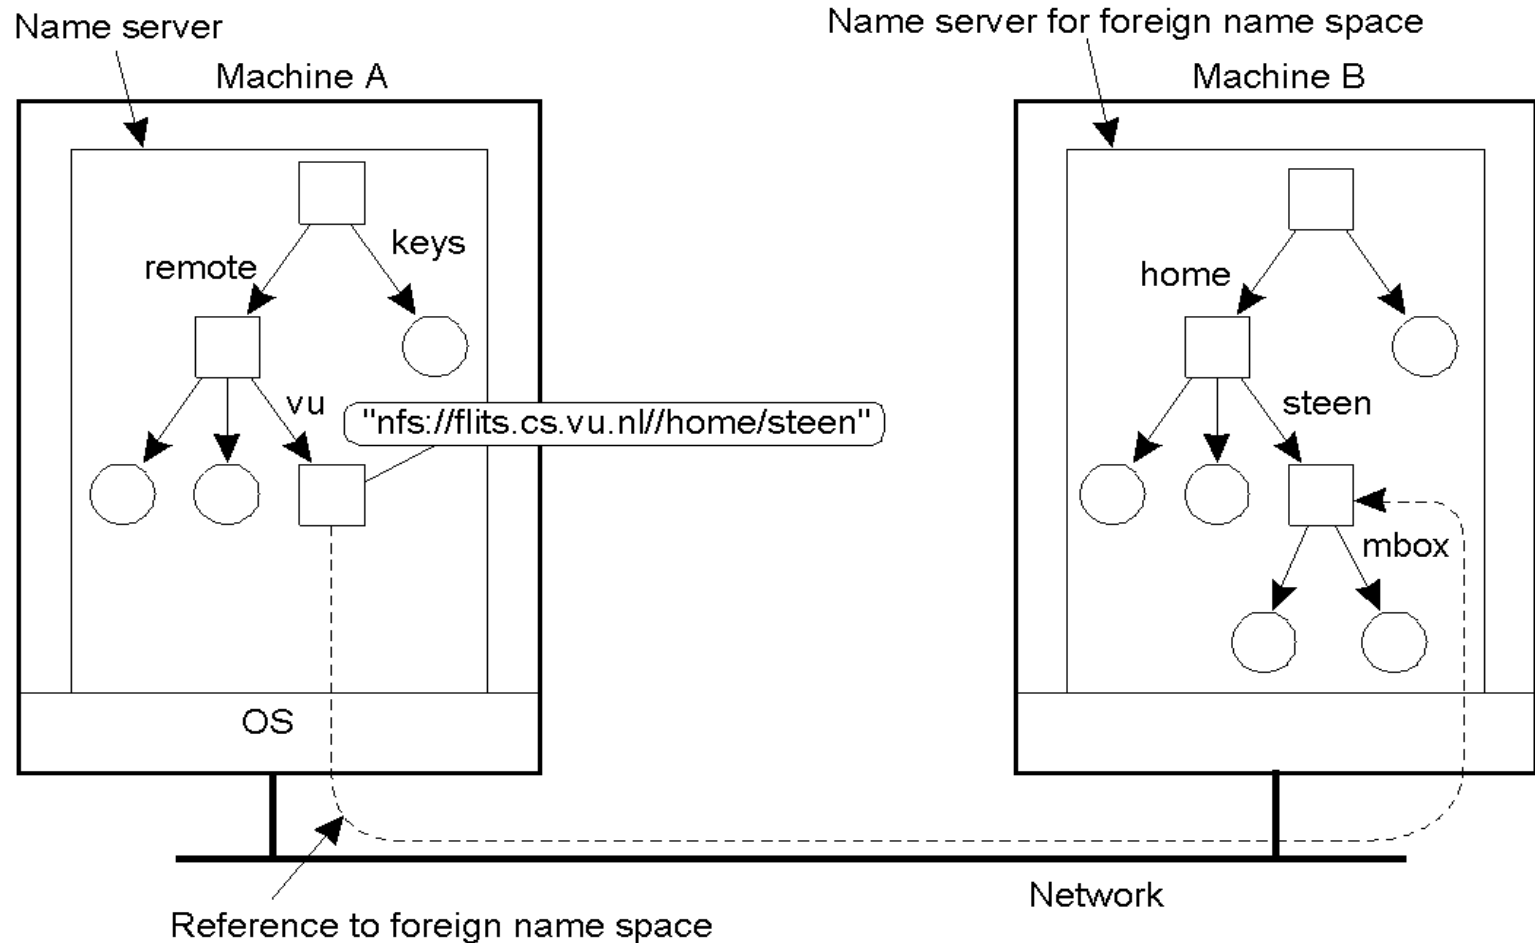 Name server
Name server for foreign name space
Machine A
Machine B
keys
remote
home
vu
"nfs://flits.cs.vu.nl//home/steen"
steen
mbox
OS
Network
Reference to foreign name space